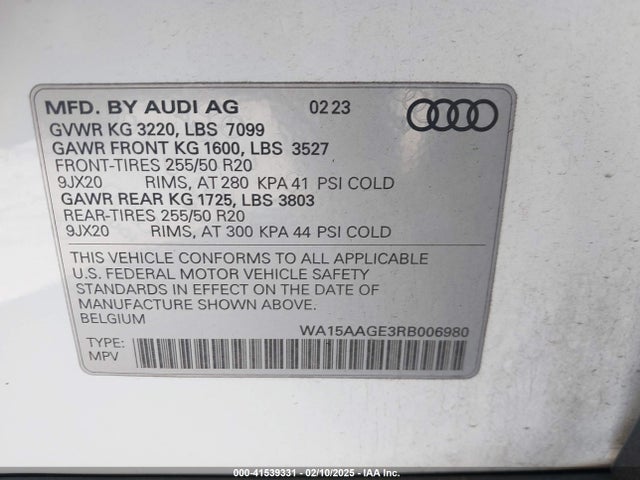 MFD. BY AUDI AG 02 23
GVWR KG 3220, LBS 7099
GAWR FRONT KG 1600, LBS 3527
FRONT-TIRES 255/50 R20
9JX20 RIMS, AT 280 KPA 41 PSI COLD
GAWR REAR KG 1725, LBS 3803
REAR-TIRES 255/50 R20
9JX20 RIMS, AT 300 KPA 44 PSI COLD
THIS VEHICLE CONFORMS TO ALL APPLICABLE
U.S. FEDERAL MOTOR VEHICLE SAFETY
STANDARDS IN EFFECT ON THE DATE OF
MANUFACTURE SHOWN ABOVE.
BELGIUM
WA15AAGE3RB006980
TYPE:
MPV
000-41539331 - 02/10/2025 - IAA Inc.